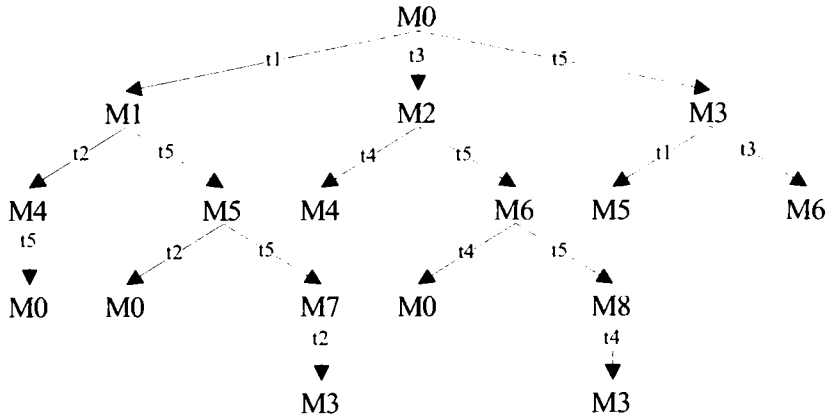 M0
t1 t3 t5
M1 M2 M3
t2 t5 t4 t5 t1 t3
M4 M5 M4 M6 M5 M6
t5 t2 t5 t4 t5
M0 M0 M7 M0 M8
t2 t4
M3 M3